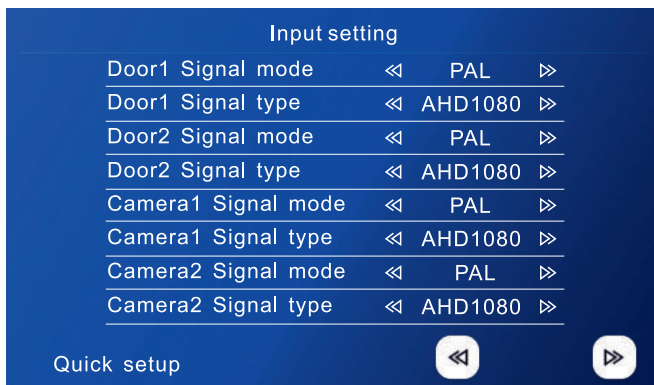 Input setting
Door1 Signal mode PAL
Door1 Signal type AHD1080
Door2 Signal mode PAL
Door2 Signal type AHD1080
Camera1 Signal mode PAL
Camera1 Signal type AHD1080
Camera2 Signal mode PAL
Camera2 Signal type AHD1080
Quick setup